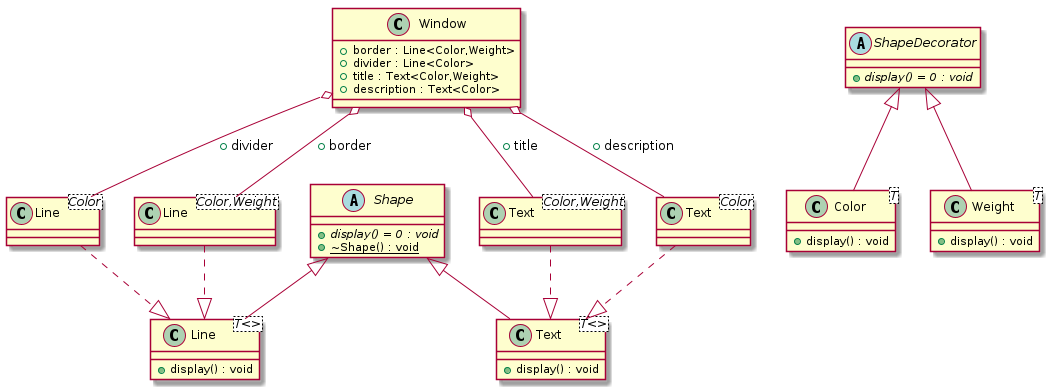 C Window
border : Line<Color,Weight>
divider : Line<Color>
title : Text<Color,Weight>
description : Text<Color>
A ShapeDecorator
display() = 0 : void
divider
border
title
description
C Line Color
C Line Color,Weight
A Shape
display() = 0 : void
~Shape() : void
C Text Color,Weight
C Text Color
C Color T
display() : void
C Weight T
display() : void
C Line T<>
display() : void
C Text T<>
display() : void